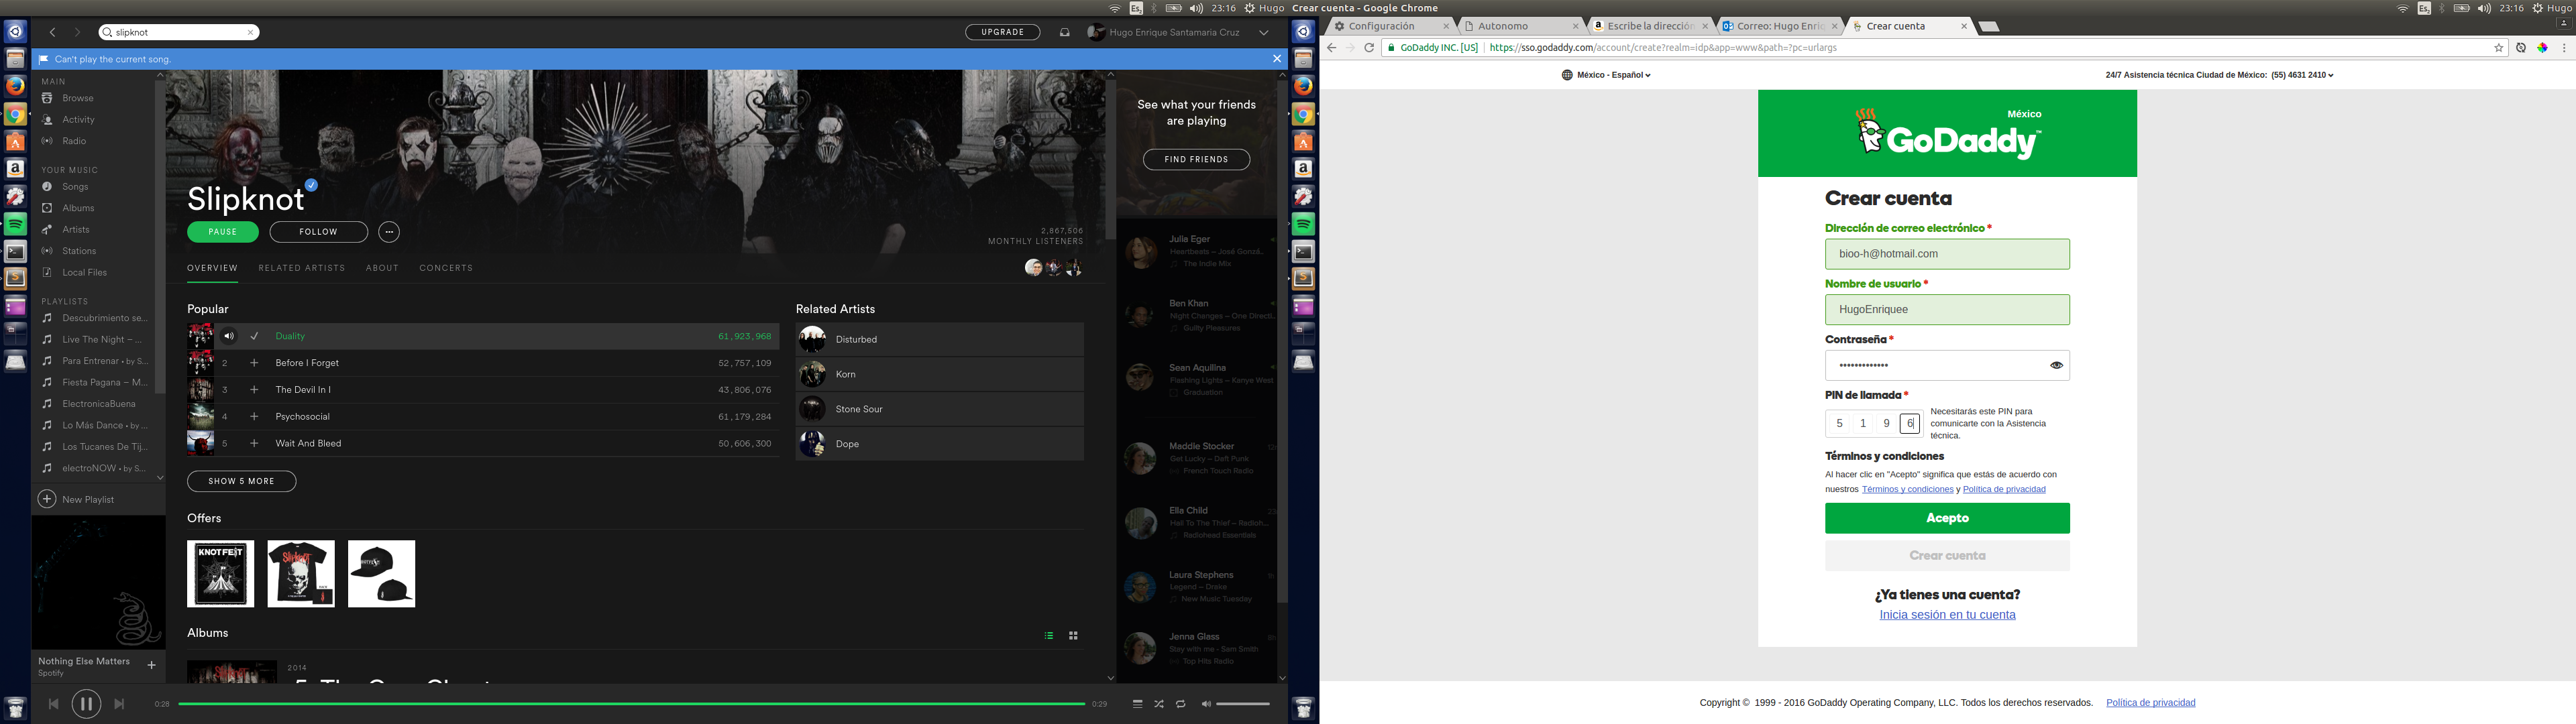 23:16 Hugo
Crear cuenta - Google Chrome
23:16 Hugo
slipknot
UPGRADE
Hugo Enrique Santamaria Cruz
Can't play the current song.
MAIN
Browse
Activity
Radio
YOUR MUSIC
Songs
Albums
Artists
Stations
Local Files
PLAYLISTS
Descubrimiento se...
Live The Night – ...
Para Entrenar • by S...
Fiesta Pagana – M...
ElectronicaBuena
Lo Más Dance • by ...
Los Tucanes De Tij...
electroNOW • by S...
New Playlist
Nothing Else Matters
Spotify
Slipknot
PAUSE
FOLLOW
2,867,506
MONTHLY LISTENERS
OVERVIEW
RELATED ARTISTS
ABOUT
CONCERTS
Popular
Duality 61,923,968
2 Before I Forget 52,757,109
3 The Devil In I 43,806,076
4 Psychosocial 61,179,284
5 Wait And Bleed 50,606,300
SHOW 5 MORE
Related Artists
Disturbed
Korn
Stone Sour
Dope
Offers
KNOTFEST
Albums
2014
See what your friends
are playing
FIND FRIENDS
Julia Eger
Heartbeats – José Gonzá..
The Indie Mix
Ben Khan
Night Changes – One Directi..
Guilty Pleasures
Sean Aquilina
Flashing Lights – Kanye West
Graduation
Maddie Stocker
Get Lucky – Daft Punk
French Touch Radio
Ella Child
Hail To The Thief – Radioh...
Radiohead Essentials
Laura Stephens
Legend – Drake
New Music Tuesday
Jenna Glass
Stay with me - Sam Smith
Top Hits Radio
0:28
0:29
Configuración
Autonomo
Escribe la dirección
Correo: Hugo Enriq
Crear cuenta
GoDaddy INC. [US]
https://sso.godaddy.com/account/create?realm=idp&app=www&path=?pc=urlargs
México - Español
24/7 Asistencia técnica Ciudad de México: (55) 4631 2410
México
GoDaddy™
Crear cuenta
Dirección de correo electrónico *
bioo-h@hotmail.com
Nombre de usuario *
HugoEnriquee
Contraseña *
•••••••••••••
PIN de llamada *
5 1 9 6
Necesitarás este PIN para
comunicarte con la Asistencia
técnica.
Términos y condiciones
Al hacer clic en "Acepto" significa que estás de acuerdo con
nuestros Términos y condiciones y Política de privacidad
Acepto
Crear cuenta
¿Ya tienes una cuenta?
Inicia sesión en tu cuenta
Copyright © 1999 - 2016 GoDaddy Operating Company, LLC. Todos los derechos reservados.
Política de privacidad